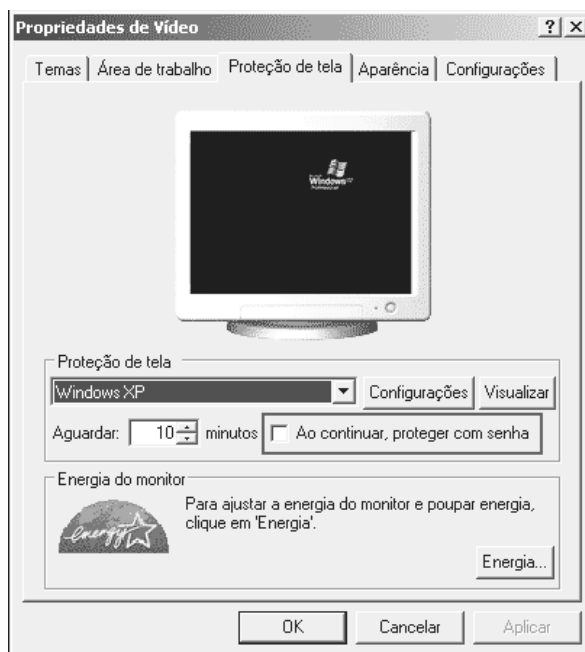 Propriedades de Vídeo
Temas Área de trabalho Proteção de tela Aparência Configurações
Windows XP
Proteção de tela
Windows XP Configurações Visualizar
Aguardar: 10 minutos Ao continuar, proteger com senha
Energia do monitor
Para ajustar a energia do monitor e poupar energia,
clique em 'Energia'.
energy
Energia...
OK Cancelar Aplicar